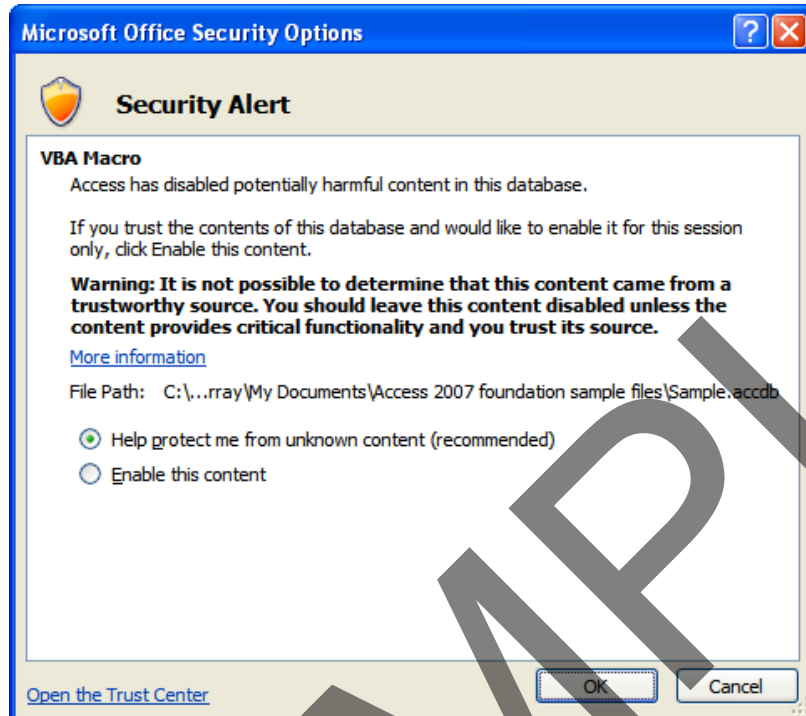 Microsoft Office Security Options
Security Alert
VBA Macro
Access has disabled potentially harmful content in this database.
If you trust the contents of this database and would like to enable it for this session
only, click Enable this content.
Warning: It is not possible to determine that this content came from a
trustworthy source. You should leave this content disabled unless the
content provides critical functionality and you trust its source.
More information
File Path: C:\...rray\My Documents\Access 2007 foundation sample files\Sample.accdb
Help protect me from unknown content (recommended)
Enable this content
Open the Trust Center
OK
Cancel
MPL